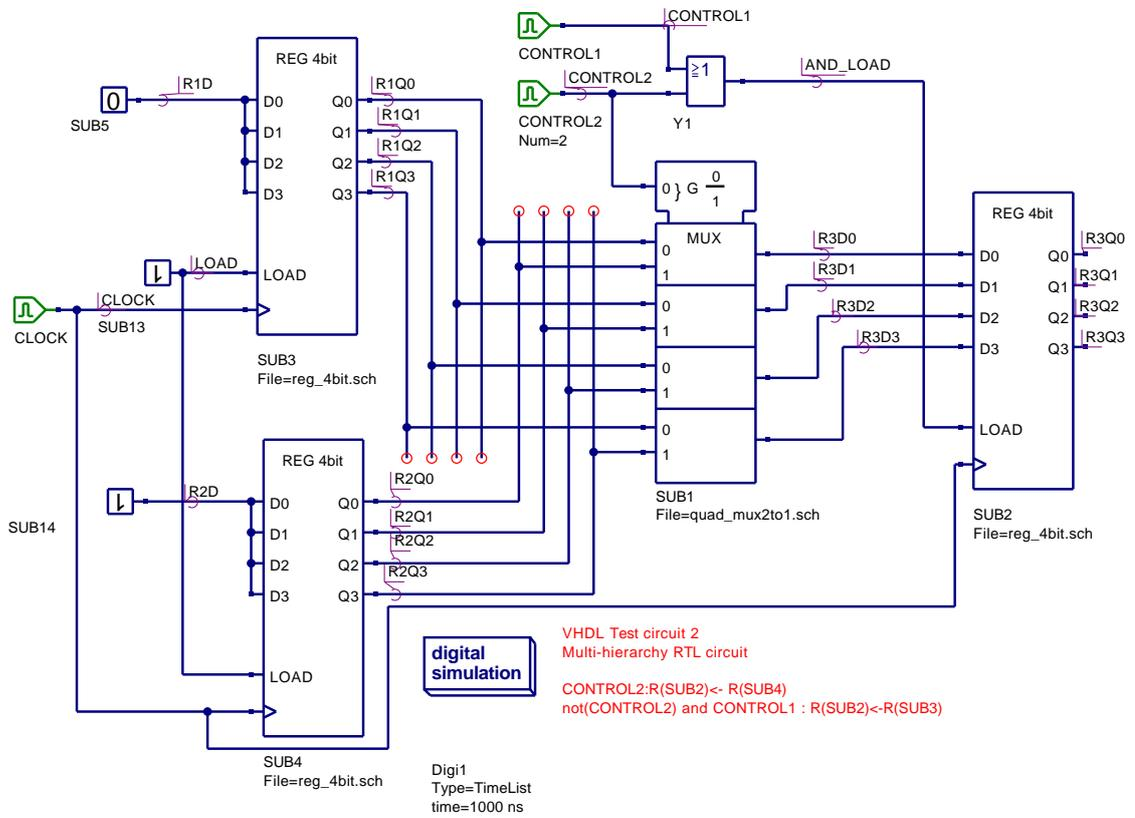 CONTROL1
CONTROL1
CONTROL2
CONTROL2
Num=2
≥1
Y1
AND_LOAD
REG 4bit
0
SUB5
R1D
D0
D1
D2
D3
Q0
Q1
Q2
Q3
R1Q0
R1Q1
R1Q2
R1Q3
1
LOAD
LOAD
CLOCK
CLOCK
SUB13
SUB3
File=reg_4bit.sch
0 } G 0
1
MUX
0
1
0
1
0
1
0
1
SUB1
File=quad_mux2to1.sch
R3D0
R3D1
R3D2
R3D3
REG 4bit
D0
D1
D2
D3
Q0
Q1
Q2
Q3
R3Q0
R3Q1
R3Q2
R3Q3
LOAD
SUB2
File=reg_4bit.sch
REG 4bit
1
SUB14
R2D
D0
D1
D2
D3
Q0
Q1
Q2
Q3
R2Q0
R2Q1
R2Q2
R2Q3
LOAD
SUB4
File=reg_4bit.sch
digital
simulation
VHDL Test circuit 2
Multi-hierarchy RTL circuit
CONTROL2:R(SUB2)<- R(SUB4)
not(CONTROL2) and CONTROL1 : R(SUB2)<-R(SUB3)
Digi1
Type=TimeList
time=1000 ns